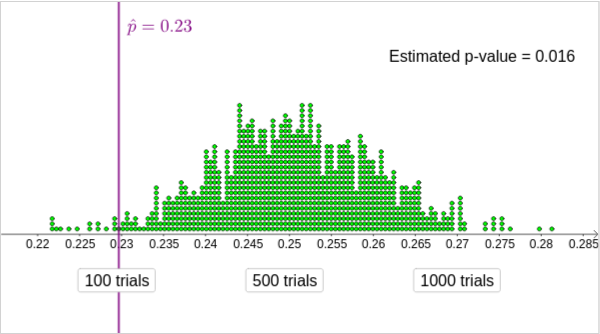 p̂ = 0.23
Estimated p-value = 0.016
0.22 0.225 0.23 0.235 0.24 0.245 0.25 0.255 0.26 0.265 0.27 0.275 0.28 0.285
100 trials 500 trials 1000 trials